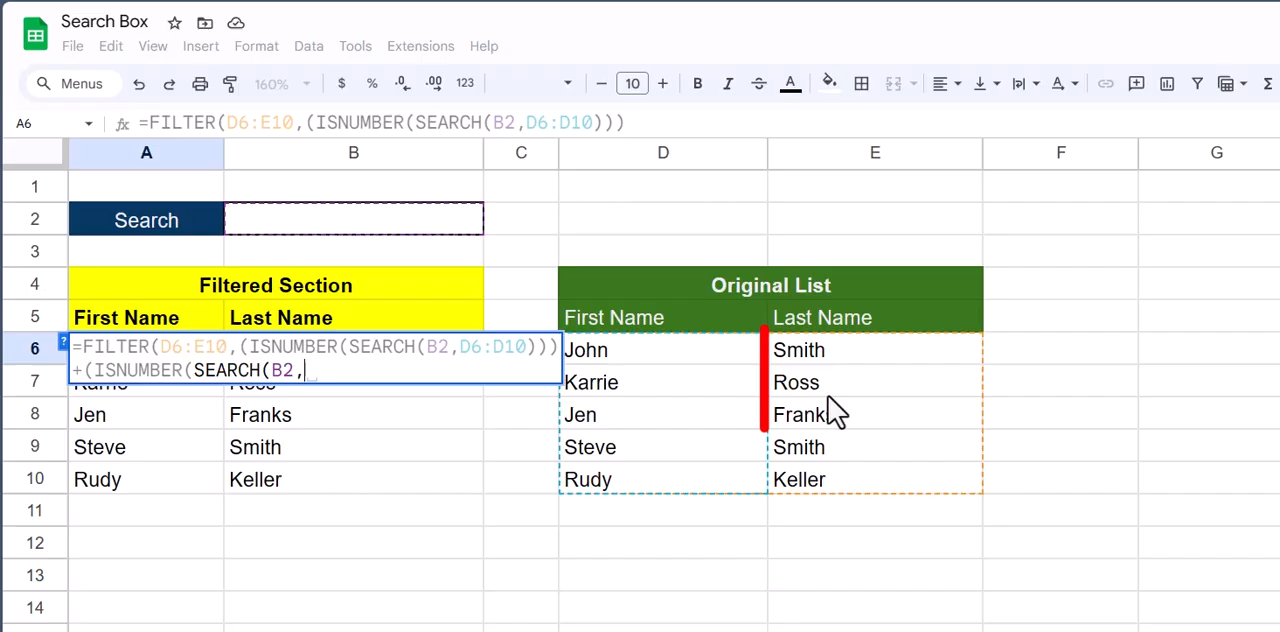 Search Box
File Edit View Insert Format Data Tools Extensions Help
Menus 160% $ % .0 .00 123 10 B I A Σ
A6 fx =FILTER(D6:E10,(ISNUMBER(SEARCH(B2,D6:D10)))
A B C D E F G
1
2 Search
3
4 Filtered Section Original List
5 First Name Last Name First Name Last Name
6 =FILTER(D6:E10,(ISNUMBER(SEARCH(B2,D6:D10))) John Smith
? +(ISNUMBER(SEARCH(B2,
7 Karrie Ross Karrie Ross
8 Jen Franks Jen Franks
9 Steve Smith Steve Smith
10 Rudy Keller Rudy Keller
11
12
13
14